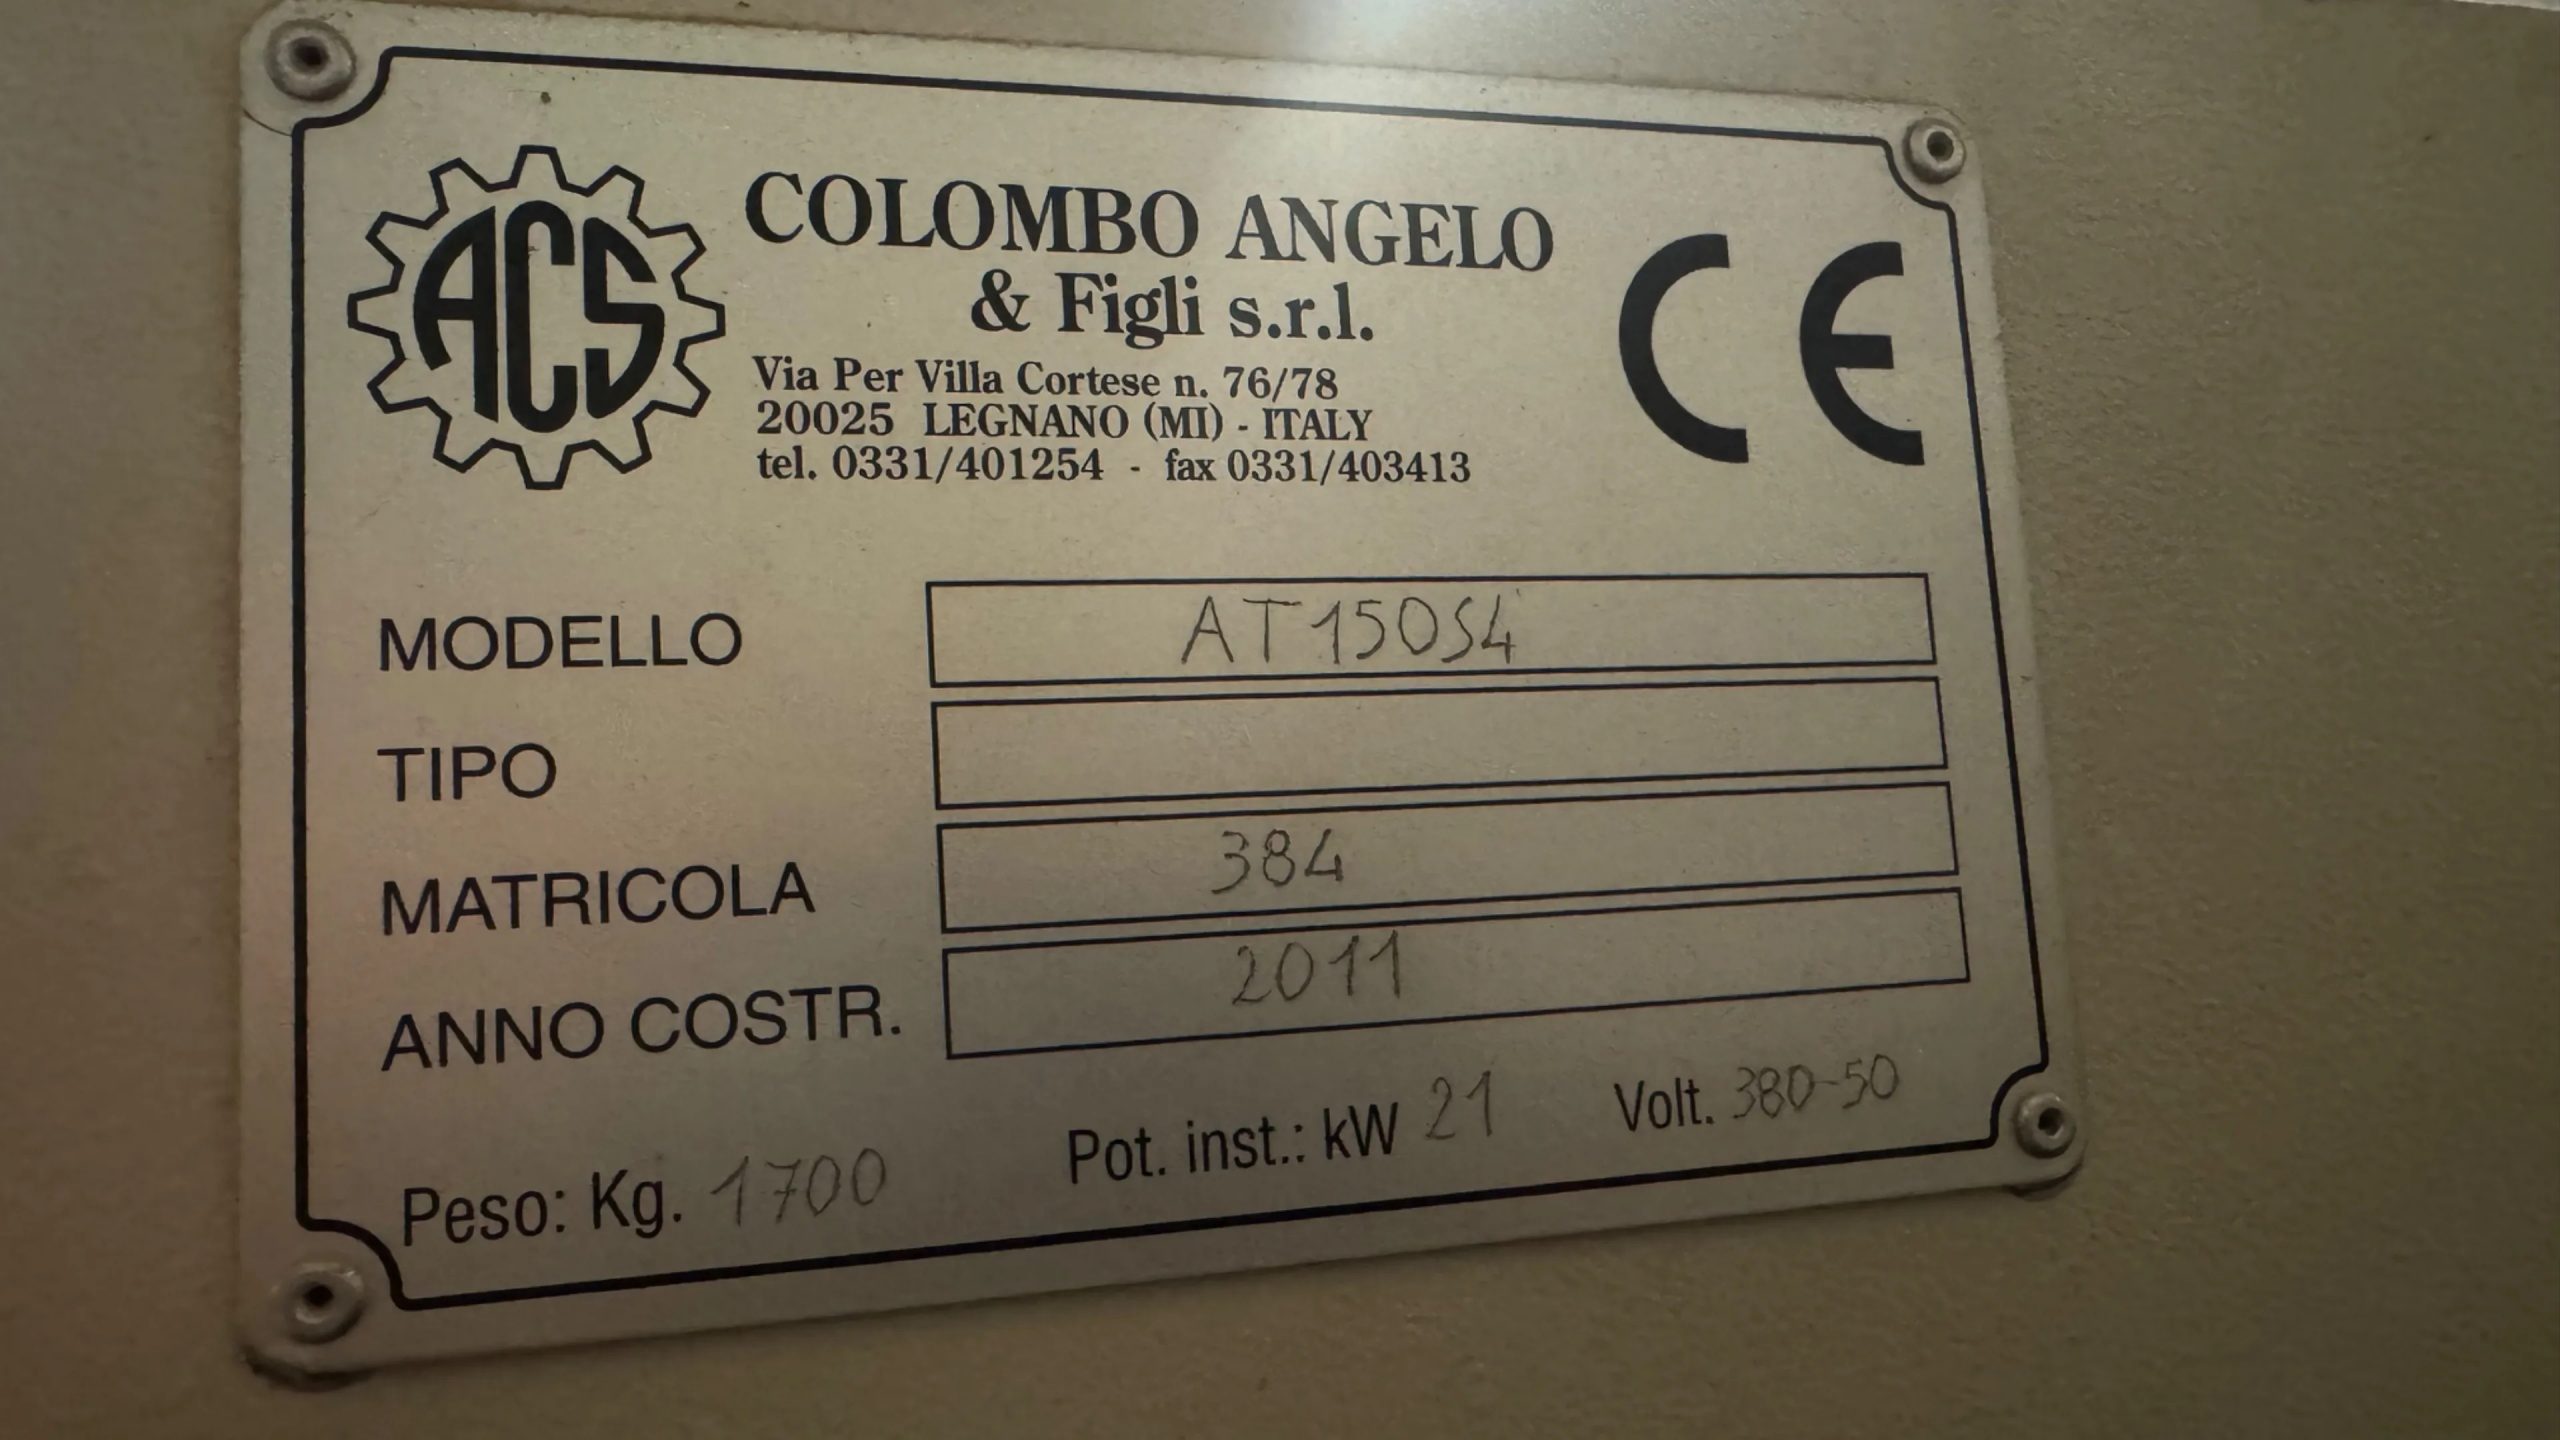 ACS
COLOMBO ANGELO
& Figli s.r.l.
Via Per Villa Cortese n. 76/78
20025 LEGNANO (MI) - ITALY
tel. 0331/401254 - fax 0331/403413
CE
MODELLO AT150S4
TIPO
MATRICOLA 384
ANNO COSTR. 2011
Peso: Kg. 1700 Pot. inst.: kW 21 Volt. 380-50